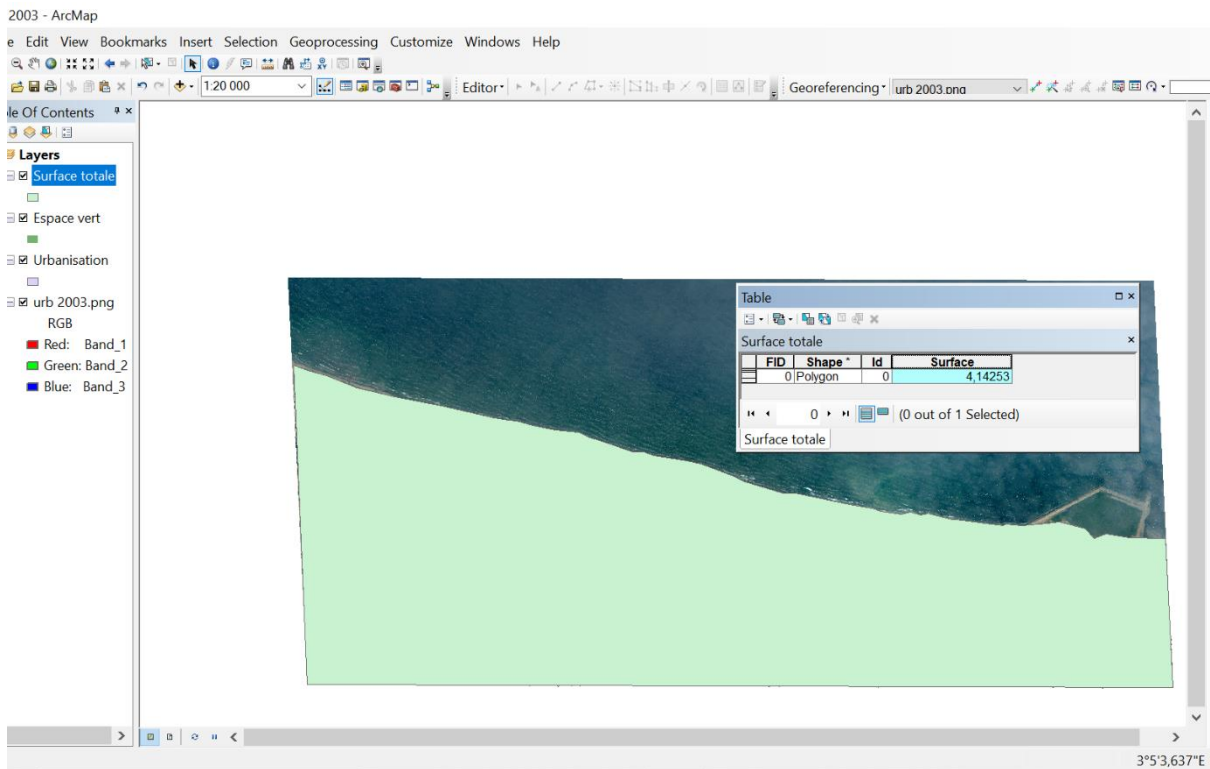 2003 - ArcMap
e Edit View Bookmarks Insert Selection Geoprocessing Customize Windows Help
1:20 000 Editor Georeferencing urb 2003.png
le Of Contents
Layers
Surface totale
Espace vert
Urbanisation
urb 2003.png
RGB
Red: Band_1
Green: Band_2
Blue: Band_3
Table
Surface totale
FID Shape * Id Surface
0 Polygon 0 4,14253
0 (0 out of 1 Selected)
Surface totale
3°5'3,637"E